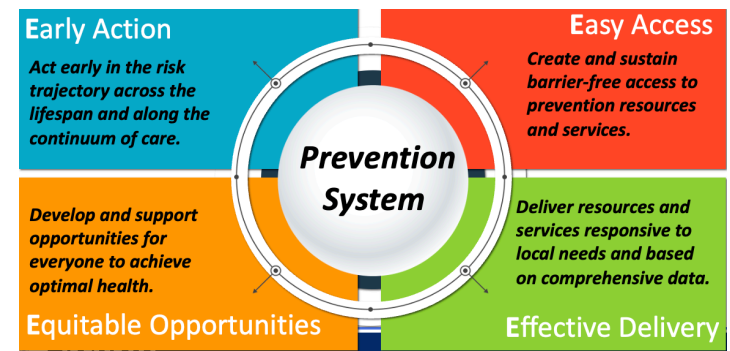 Early Action
Act early in the risk
trajectory across the
lifespan and along the
continuum of care.
Easy Access
Create and sustain
barrier-free access to
prevention resources
and services.
Prevention
System
Develop and support
opportunities for
everyone to achieve
optimal health.
Equitable Opportunities
Deliver resources and
services responsive to
local needs and based
on comprehensive data.
Effective Delivery